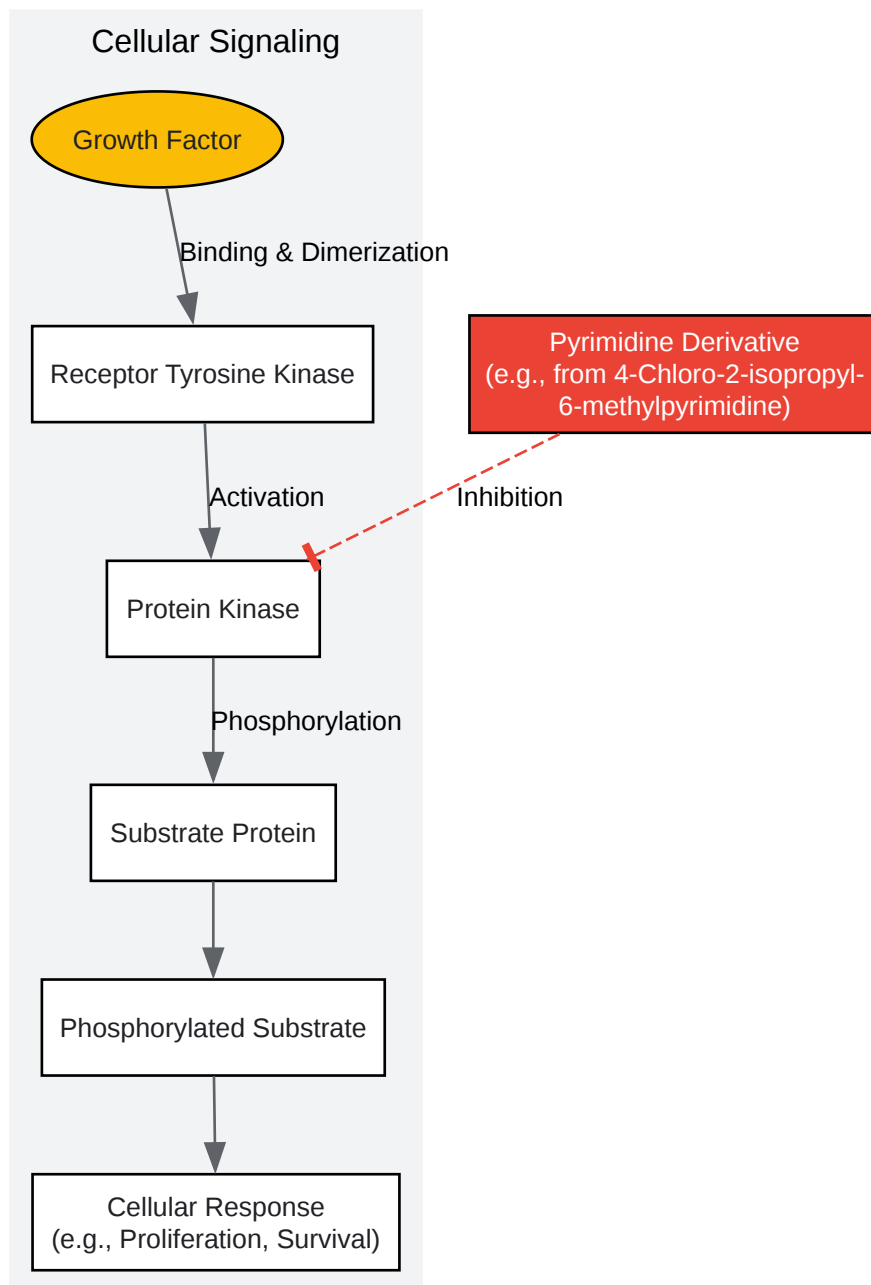 Cellular Signaling
Growth Factor
Binding & Dimerization
Receptor Tyrosine Kinase
Pyrimidine Derivative
(e.g., from 4-Chloro-2-isopropyl-
6-methylpyrimidine)
Activation
Inhibition
Protein Kinase
Phosphorylation
Substrate Protein
Phosphorylated Substrate
Cellular Response
(e.g., Proliferation, Survival)